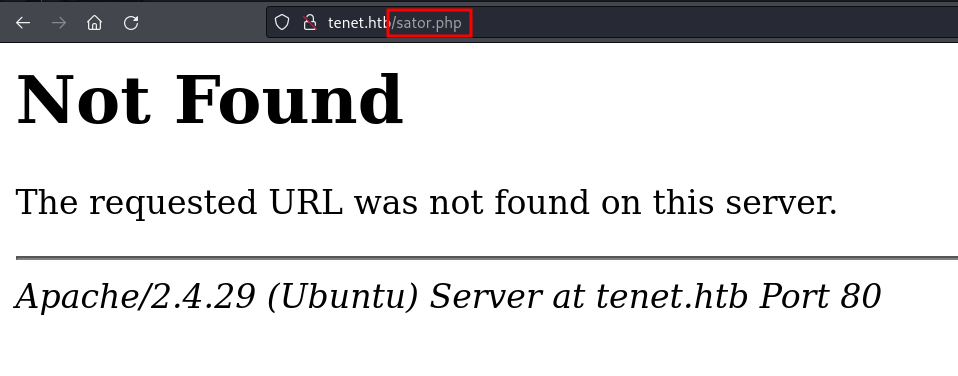 tenet.htb/sator.php
Not Found
The requested URL was not found on this server.
Apache/2.4.29 (Ubuntu) Server at tenet.htb Port 80